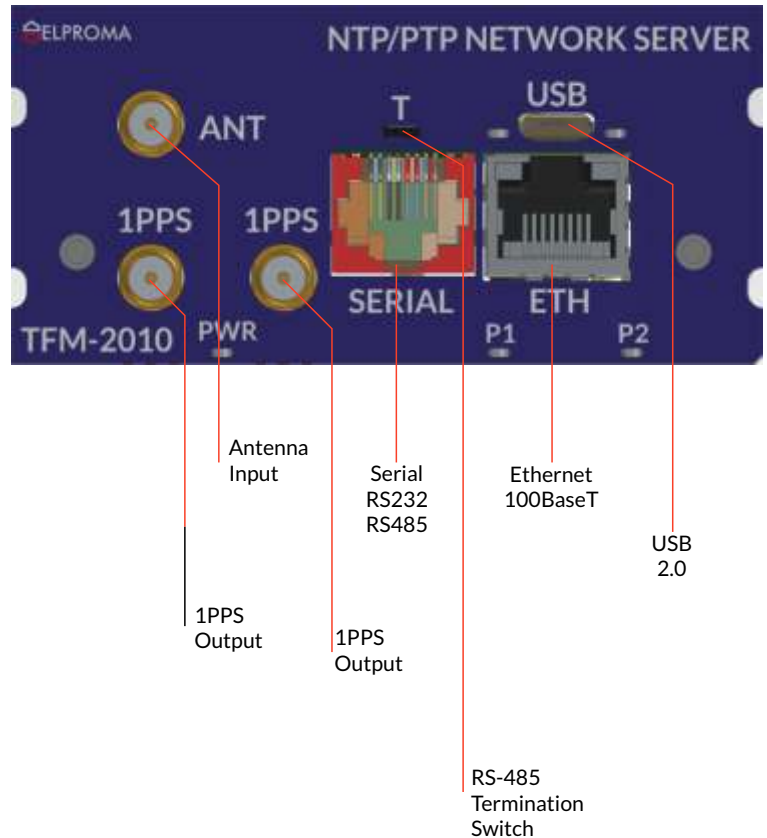 ELPROMA
NTP/PTP NETWORK SERVER
ANT
T
USB
1PPS
1PPS
SERIAL
ETH
TFM-2010
PWR
P1
P2
Antenna
Input
Serial
RS232
RS485
Ethernet
100BaseT
USB
2.0
1PPS
Output
1PPS
Output
RS-485
Termination
Switch